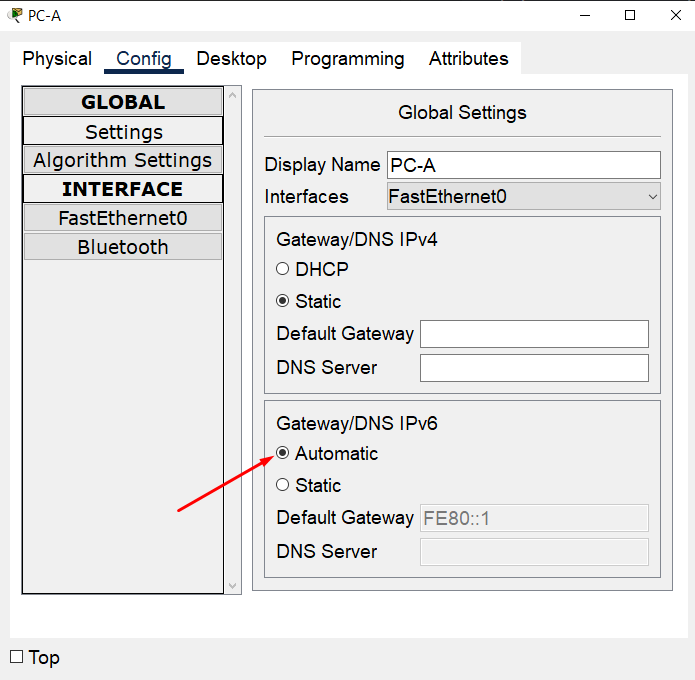 PC-A
Physical Config Desktop Programming Attributes
GLOBAL
Settings
Algorithm Settings
INTERFACE
FastEthernet0
Bluetooth
Global Settings
Display Name PC-A
Interfaces FastEthernet0
Gateway/DNS IPv4
DHCP
Static
Default Gateway
DNS Server
Gateway/DNS IPv6
Automatic
Static
Default Gateway FE80::1
DNS Server
Top